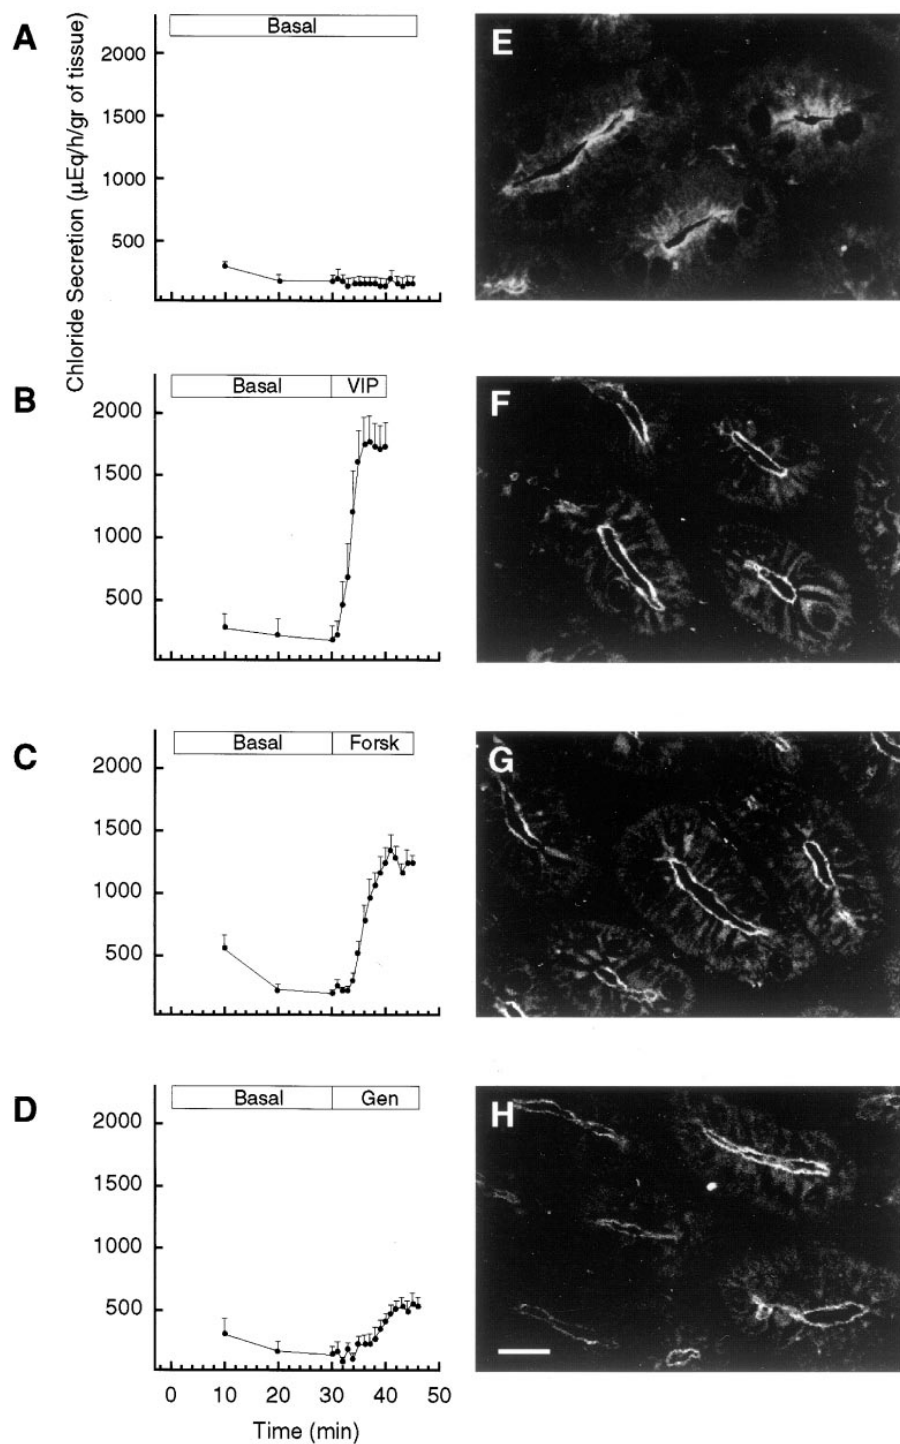 Chloride Secretion (µEq/h/gr of tissue)
A
Basal
2000
1500
1000
500
E
B
Basal
VIP
2000
1500
1000
500
F
C
Basal
Forsk
2000
1500
1000
500
G
D
Basal
Gen
2000
1500
1000
500
0
10
20
30
40
50
Time (min)
H